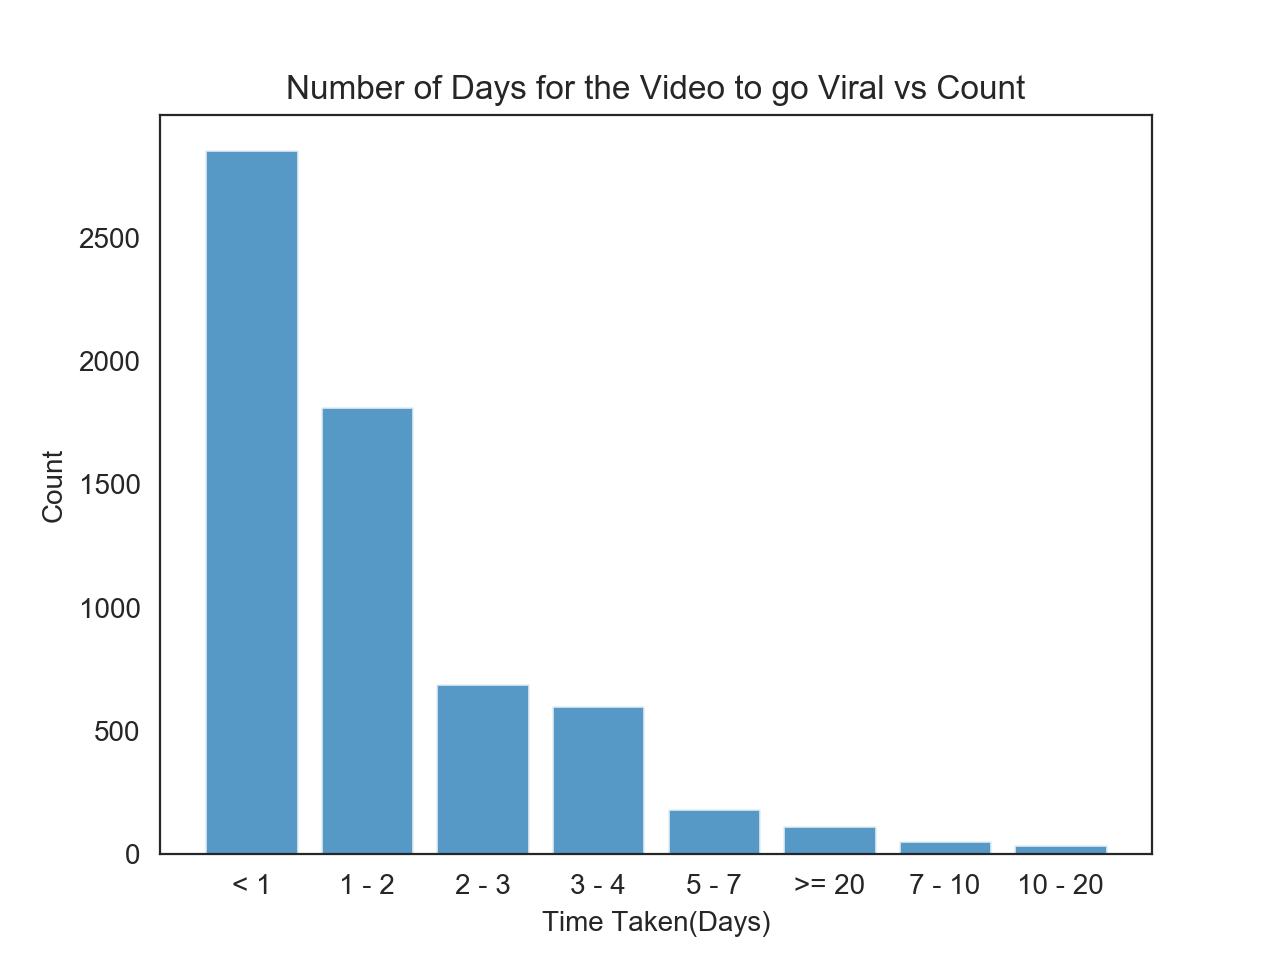 Number of Days for the Video to go Viral vs Count
2500
2000
1500
1000
500
0
Count
< 1
1 - 2
2 - 3
3 - 4
5 - 7
>= 20
7 - 10
10 - 20
Time Taken(Days)